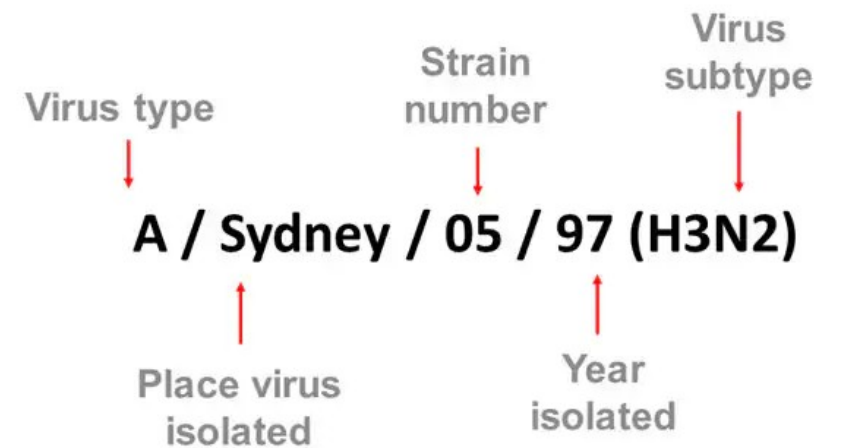 Virus type
Strain
number
Virus
subtype
A / Sydney / 05 / 97 (H3N2)
Place virus
isolated
Year
isolated